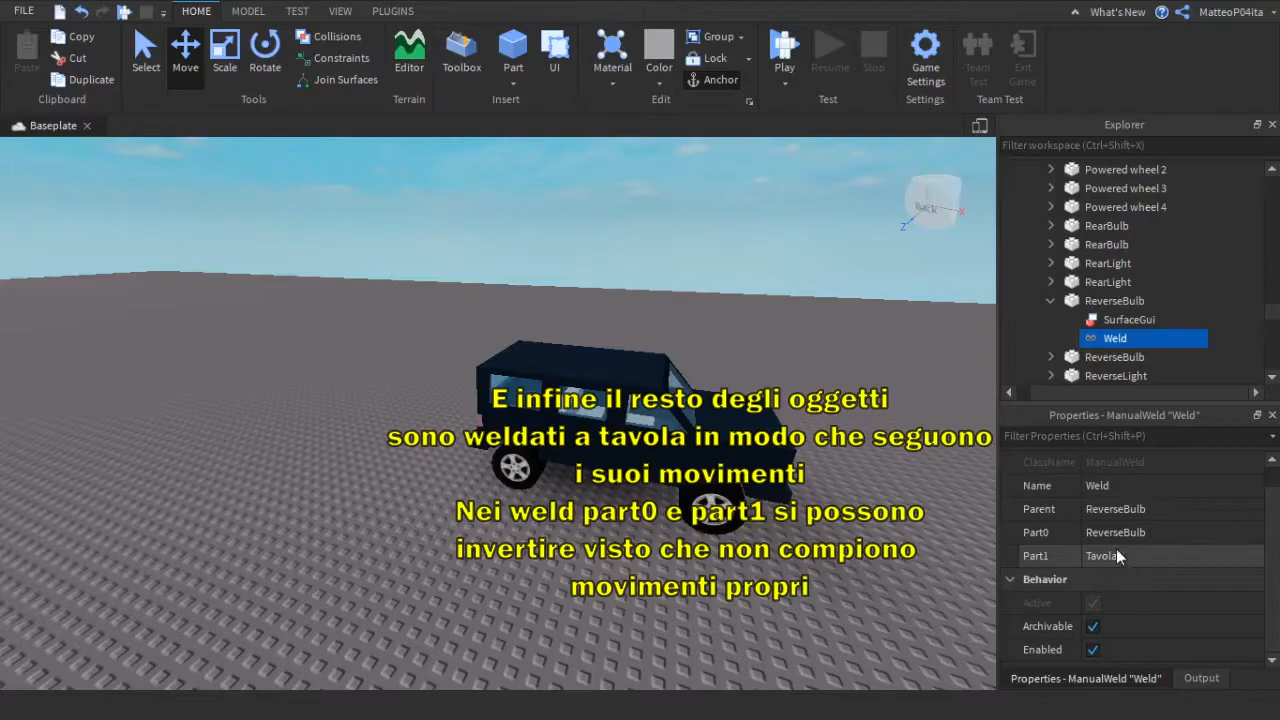 FILE
HOME
MODEL
TEST
VIEW
PLUGINS
What's New
MatteoP04ita
Paste
Copy
Cut
Duplicate
Clipboard
Select
Move
Scale
Rotate
Collisions
Constraints
Join Surfaces
Tools
Editor
Terrain
Toolbox
Part
UI
Insert
Material
Color
Group
Lock
Anchor
Edit
Play
Resume
Stop
Test
Game
Settings
Settings
Team
Test
Exit
Game
Team Test
Baseplate
Back
X
Z
E infine il resto degli oggetti
sono weldati a tavola in modo che seguono
i suoi movimenti
Nei weld part0 e part1 si possono
invertire visto che non compiono
movimenti propri
Explorer
Filter workspace (Ctrl+Shift+X)
Powered wheel 2
Powered wheel 3
Powered wheel 4
RearBulb
RearBulb
RearLight
RearLight
ReverseBulb
SurfaceGui
Weld
ReverseBulb
ReverseLight
Properties - ManualWeld "Weld"
Filter Properties (Ctrl+Shift+P)
ClassName ManualWeld
Name Weld
Parent ReverseBulb
Part0 ReverseBulb
Part1 Tavola
Behavior
Active
Archivable
Enabled
Properties - ManualWeld "Weld"
Output